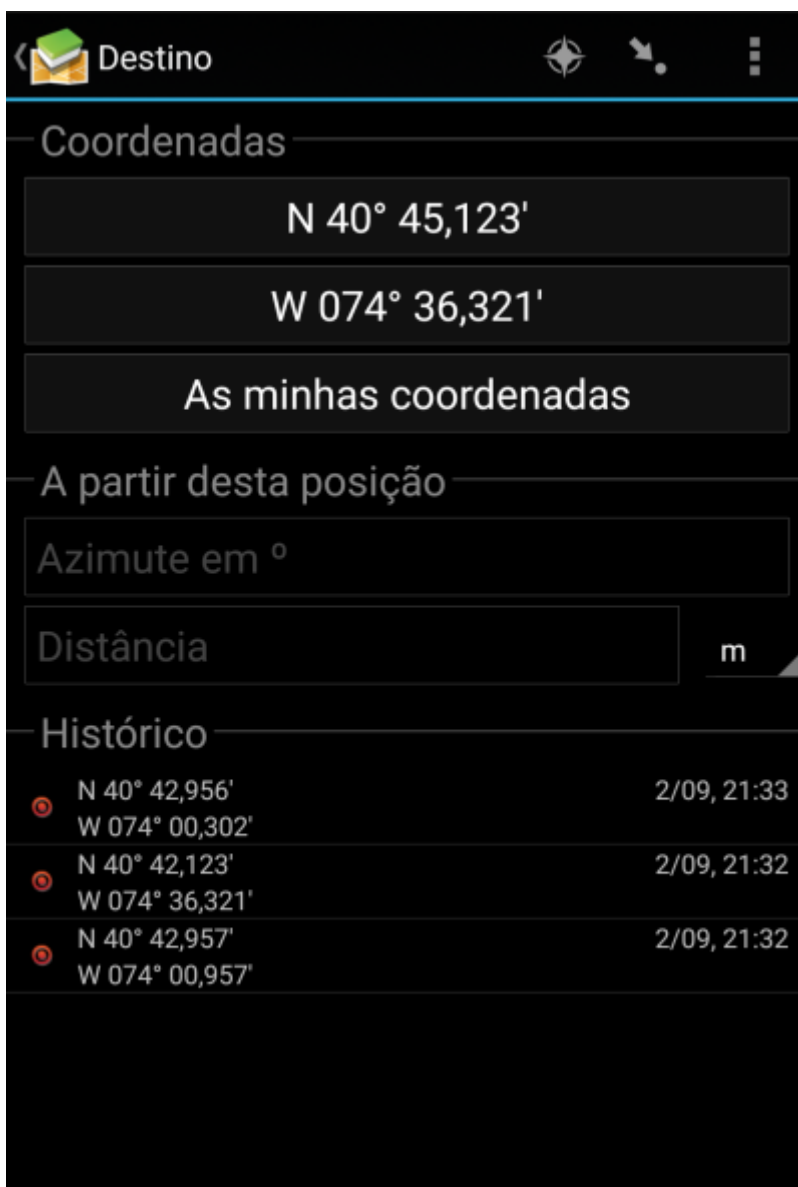 Destino
Coordenadas
N 40° 45,123'
W 074° 36,321'
As minhas coordenadas
A partir desta posição
Azimute em º
Distância
m
Histórico
N 40° 42,956' 2/09, 21:33
W 074° 00,302'
N 40° 42,123' 2/09, 21:32
W 074° 36,321'
N 40° 42,957' 2/09, 21:32
W 074° 00,957'